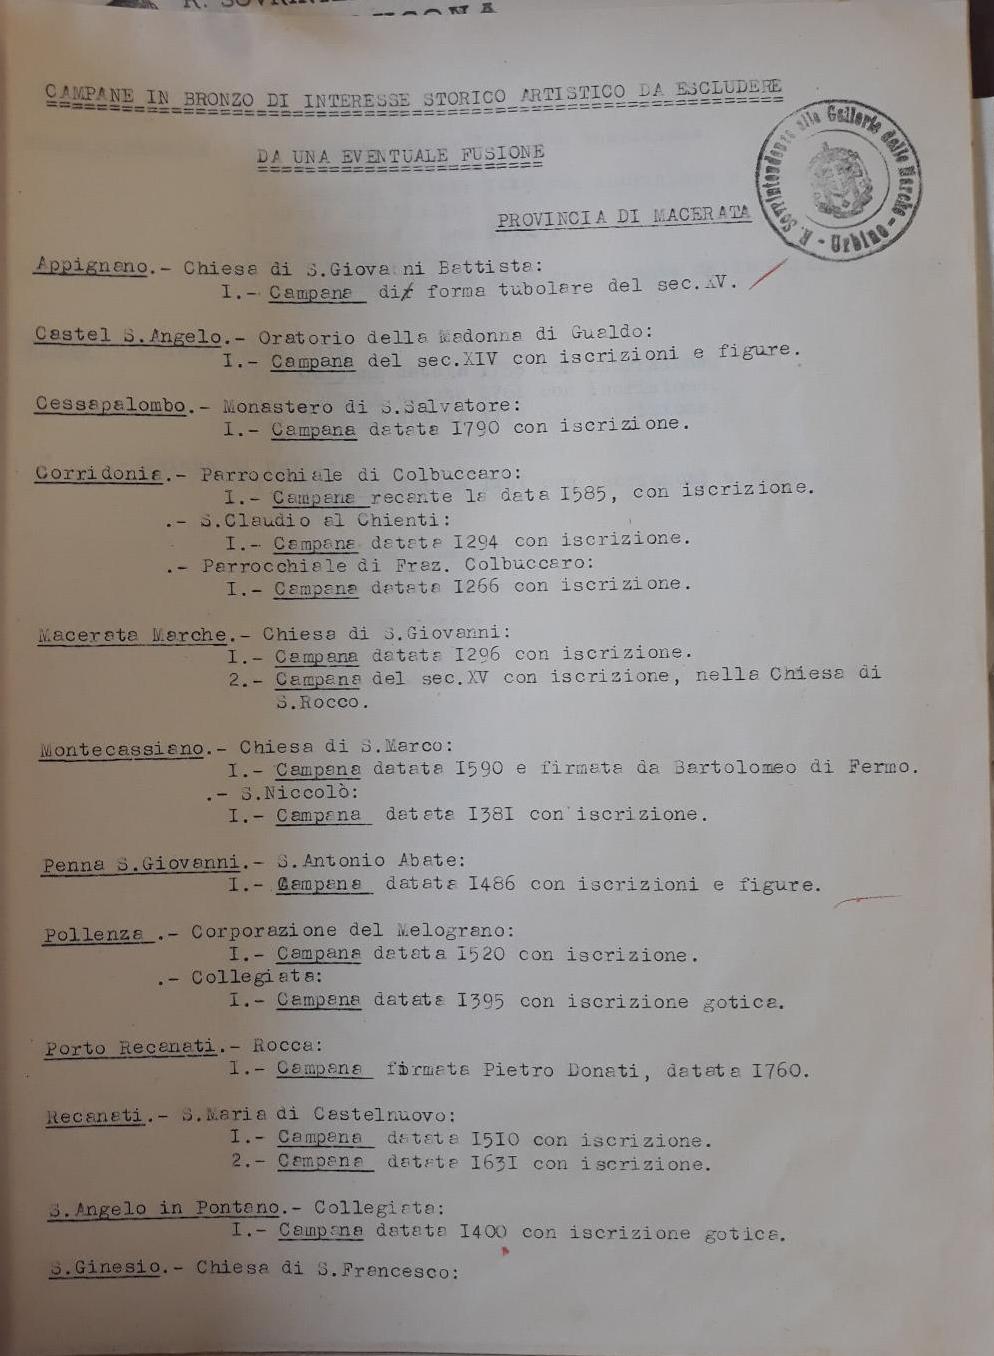 CAMPANE IN BRONZO DI INTERESSE STORICO ARTISTICO DA ESCLUDERE
DA UNA EVENTUALE FUSIONE
R. Sovrintendente alle Gallerie delle Marche - Urbino -
PROVINCIA DI MACERATA
Appignano.- Chiesa di S.Giovanni Battista:
I.- Campana di forma tubolare del sec.XV.
Castel S.Angelo.- Oratorio della Madonna di Gualdo:
I.- Campana del sec.XIV con iscrizioni e figure.
Cessapalombo.- Monastero di S.Salvatore:
I.- Campana datata I790 con iscrizione.
Corridonia.- Parrocchiale di Colbuccaro:
I.- Campana recante la data I585, con iscrizione.
.- S.Claudio al Chienti:
I.- Campana datata I294 con iscrizione.
.- Parrocchiale di Fraz. Colbuccaro:
I.- Campana datata I266 con iscrizione.
Macerata Marche.- Chiesa di S.Giovanni:
I.- Campana datata I296 con iscrizione.
2.- Campana del sec.XV con iscrizione, nella Chiesa di
S.Rocco.
Montecassiano.- Chiesa di S.Marco:
I.- Campana datata I590 e firmata da Bartolomeo di Fermo.
.- S.Niccolò:
I.- Campana datata I38I con iscrizione.
Penna S.Giovanni.- S.Antonio Abate:
I.- Campana datata I486 con iscrizioni e figure.
Pollenza .- Corporazione del Melograno:
I.- Campana datata I520 con iscrizione.
.- Collegiata:
I.- Campana datata I395 con iscrizione gotica.
Porto Recanati.- Rocca:
I.- Campana firmata Pietro Donati, datata I760.
Recanati.- S.Maria di Castelnuovo:
I.- Campana datata I5IO con iscrizione.
2.- Campana datata I63I con iscrizione.
S.Angelo in Pontano.- Collegiata:
I.- Campana datata I400 con iscrizione gotica.
S.Ginesio.- Chiesa di S.Francesco: